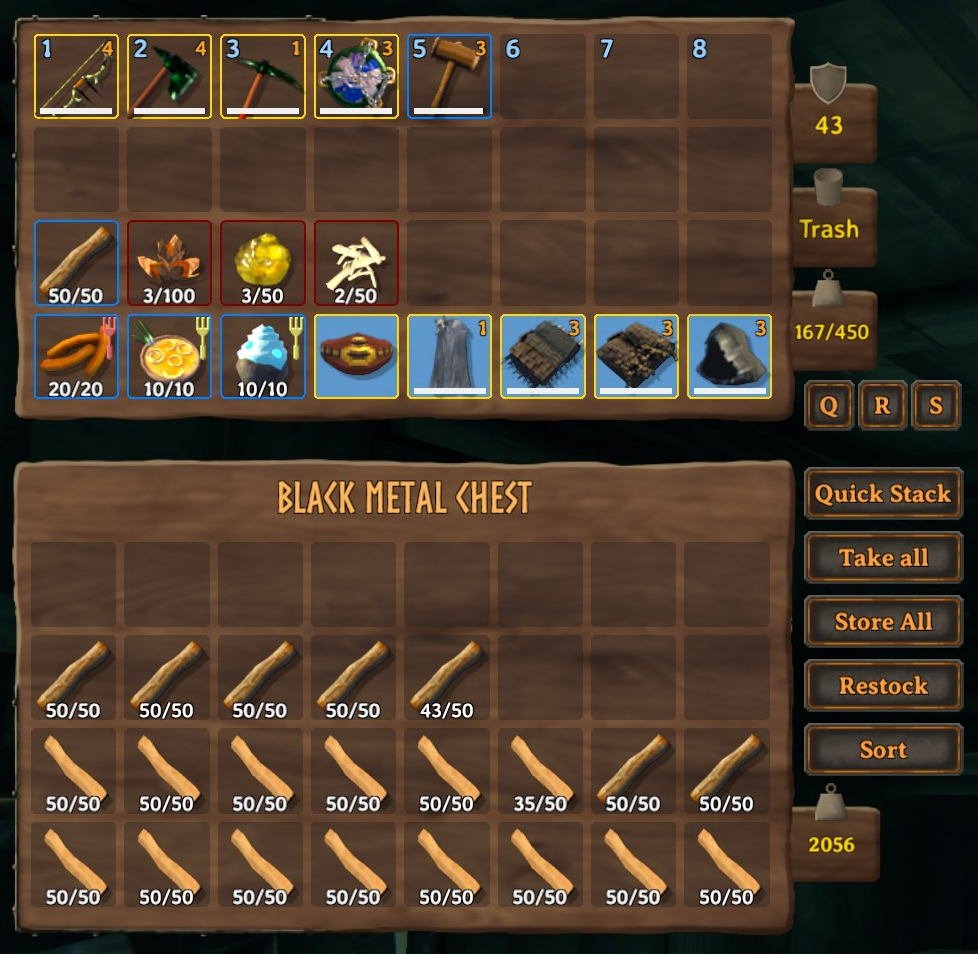 1 4 2 4 3 1 4 3 5 3 6 7 8
43
Trash
50/50 3/100 3/50 2/50
167/450
1 3 3 3
20/20 10/10 10/10
Q R S
BLACK METAL CHEST
Quick Stack
Take all
Store All
Restock
50/50 50/50 50/50 50/50 43/50
Sort
50/50 50/50 50/50 50/50 50/50 35/50 50/50 50/50
2056
50/50 50/50 50/50 50/50 50/50 50/50 50/50 50/50